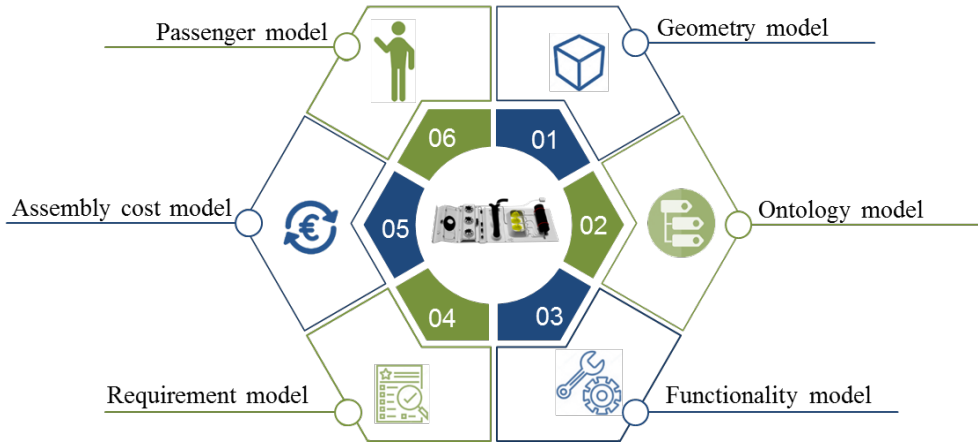 Passenger model
Geometry model
06
01
Assembly cost model
€
05
02
Ontology model
04
03
Requirement model
Functionality model